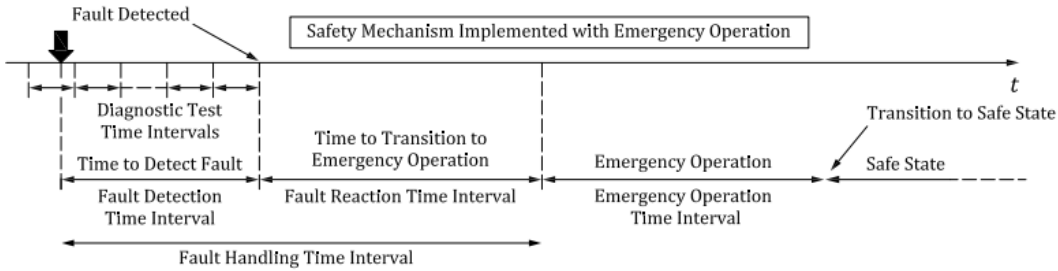 Fault Detected
Safety Mechanism Implemented with Emergency Operation
t
Diagnostic Test
Time Intervals
Transition to Safe State
Time to Transition to
Emergency Operation
Time to Detect Fault
Emergency Operation
Safe State
Fault Detection
Time Interval
Fault Reaction Time Interval
Emergency Operation
Time Interval
Fault Handling Time Interval